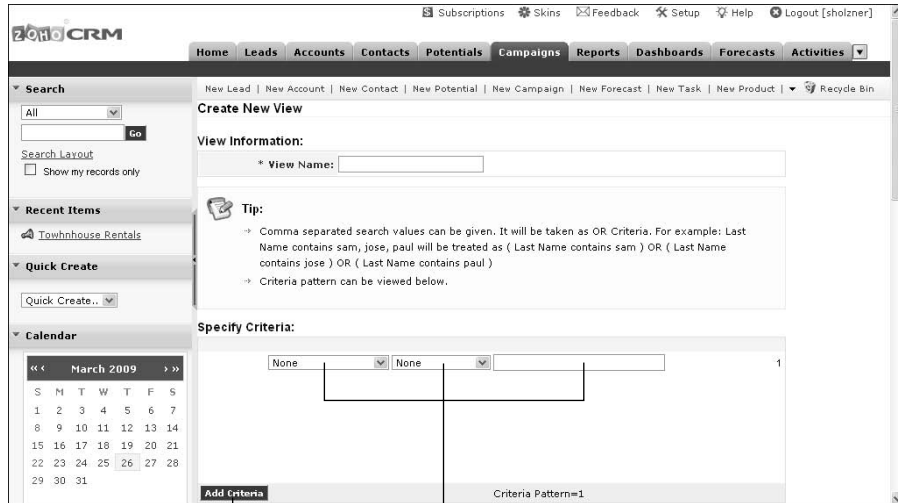 Subscriptions Skins Feedback Setup Help Logout [sholzner]
ZOHO CRM
Home Leads Accounts Contacts Potentials Campaigns Reports Dashboards Forecasts Activities
Search
All
Go
Search Layout
Show my records only
Recent Items
Towhnhouse Rentals
Quick Create
Quick Create..
Calendar
«‹ March 2009 ›»
S M T W T F S
1 2 3 4 5 6 7
8 9 10 11 12 13 14
15 16 17 18 19 20 21
22 23 24 25 26 27 28
29 30 31
New Lead | New Account | New Contact | New Potential | New Campaign | New Forecast | New Task | New Product | Recycle Bin
Create New View
View Information:
* View Name:
Tip:
Comma separated search values can be given. It will be taken as OR Criteria. For example: Last
Name contains sam, jose, paul will be treated as ( Last Name contains sam ) OR ( Last Name
contains jose ) OR ( Last Name contains paul )
Criteria pattern can be viewed below.
Specify Criteria:
None None 1
Add Criteria Criteria Pattern=1